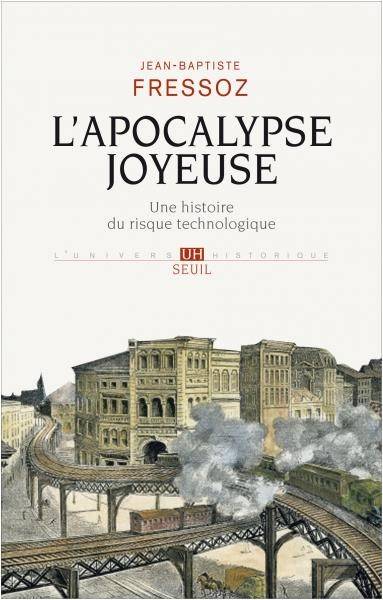 JEAN-BAPTISTE
FRESSOZ
L'APOCALYPSE
JOYEUSE
Une histoire
du risque technologique
L'UNIVERS UH HISTORIQUE
SEUIL